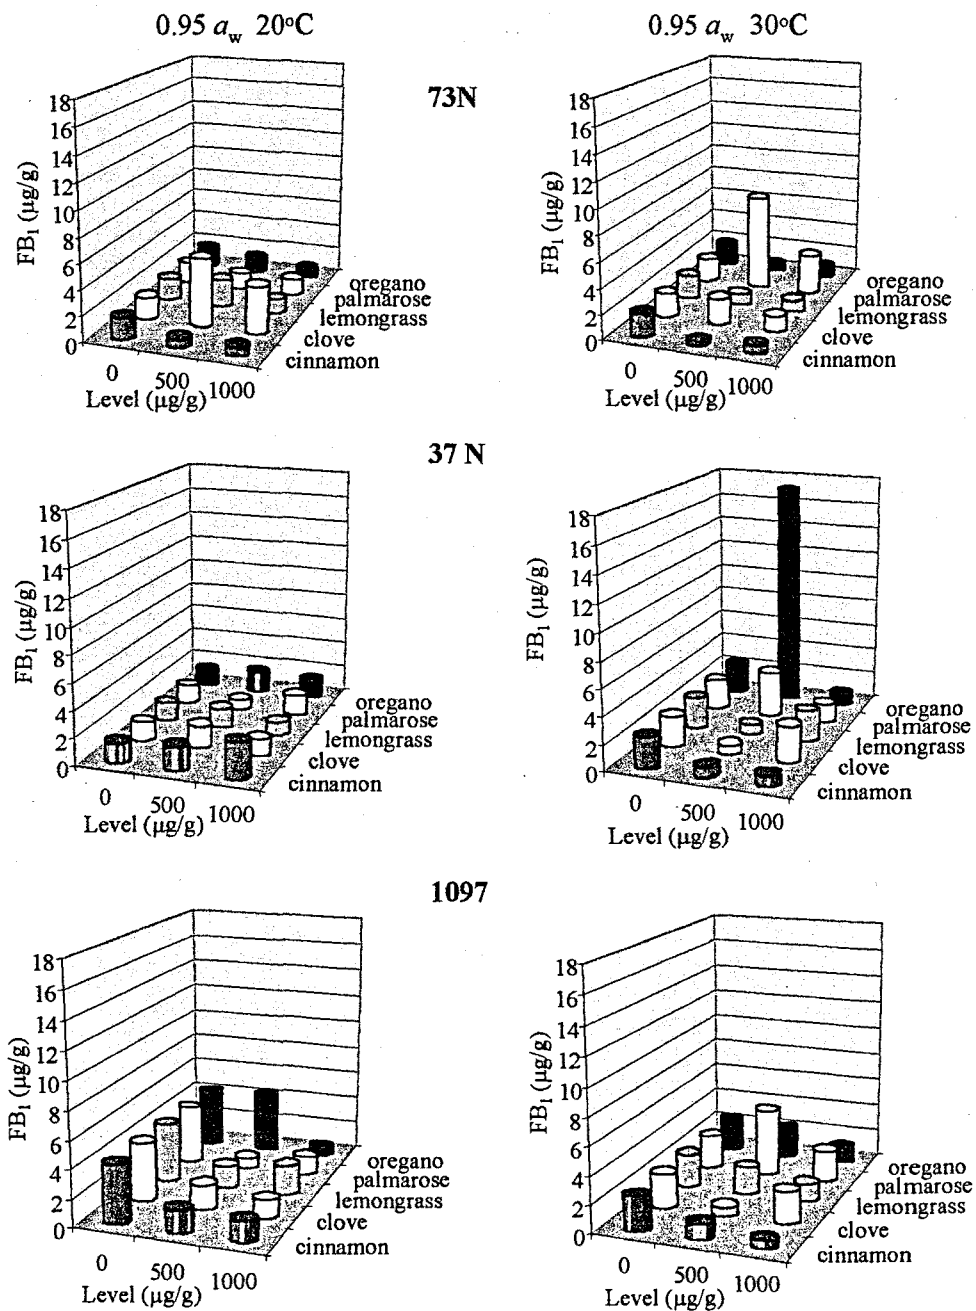 0.95 a_w 20°C
0.95 a_w 30°C
73N
18
16
14
12
10
8
6
4
2
0
FB₁ (µg/g)
oregano
palmarose
lemongrass
clove
cinnamon
0
500
1000
Level (µg/g)
18
16
14
12
10
8
6
4
2
0
FB₁ (µg/g)
oregano
palmarose
lemongrass
clove
cinnamon
0
500
1000
Level (µg/g)
37 N
18
16
14
12
10
8
6
4
2
0
FB₁ (µg/g)
oregano
palmarose
lemongrass
clove
cinnamon
0
500
1000
Level (µg/g)
18
16
14
12
10
8
6
4
2
0
FB₁ (µg/g)
oregano
palmarose
lemongrass
clove
cinnamon
0
500
1000
Level (µg/g)
1097
18
16
14
12
10
8
6
4
2
0
FB₁ (µg/g)
oregano
palmarose
lemongrass
clove
cinnamon
0
500
1000
Level (µg/g)
18
16
14
12
10
8
6
4
2
0
FB₁ (µg/g)
oregano
palmarose
lemongrass
clove
cinnamon
0
500
1000
Level (µg/g)